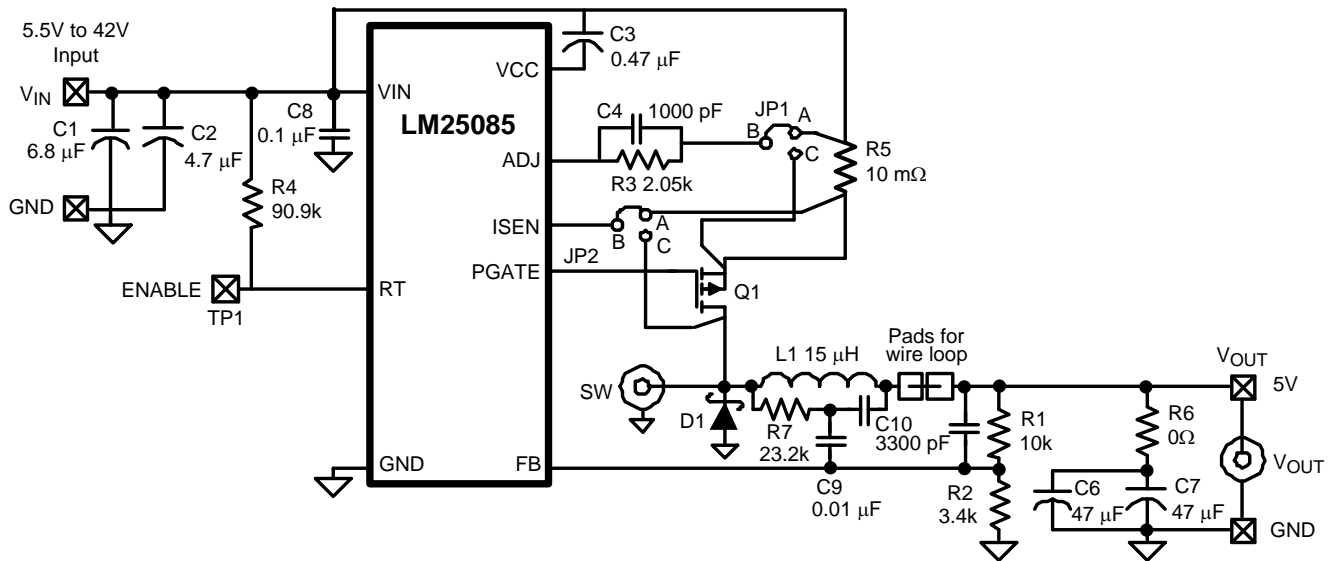 5.5V to 42V
Input
VIN
C1
6.8 μF
C2
4.7 μF
GND
R4
90.9k
ENABLE
TP1
C8
0.1 μF
VIN
LM25085
VCC
ADJ
ISEN
PGATE
RT
GND
FB
C3
0.47 μF
C4
1000 pF
R3 2.05k
JP1
A
B
C
R5
10 mΩ
A
B
C
JP2
Q1
SW
D1
L1 15 μH
Pads for
wire loop
R7
23.2k
C10
3300 pF
C9
0.01 μF
R1
10k
R2
3.4k
R6
0Ω
C6
47 μF
C7
47 μF
VOUT
5V
VOUT
GND